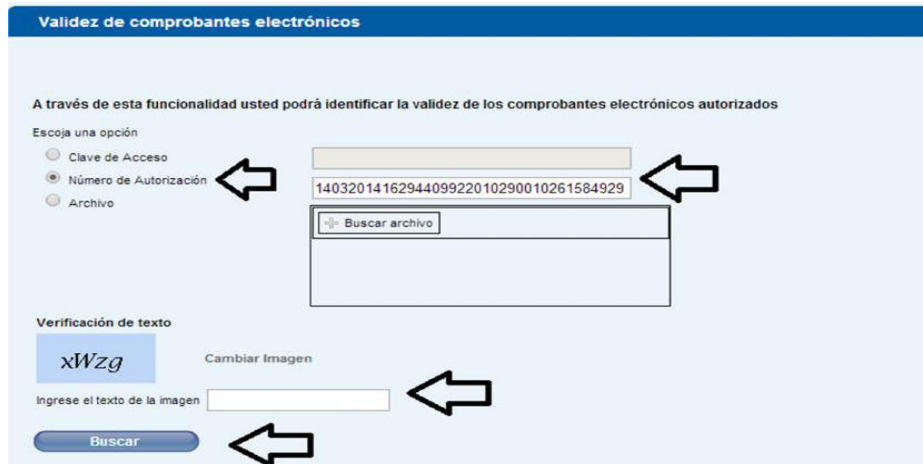 Validez de comprobantes electrónicos
A través de esta funcionalidad usted podrá identificar la validez de los comprobantes electrónicos autorizados
Escoja una opción
Clave de Acceso
Número de Autorización
1403201416294409922010290010261584929
Archivo
Buscar archivo
Verificación de texto
xWzg
Cambiar Imagen
Ingrese el texto de la imagen
Buscar